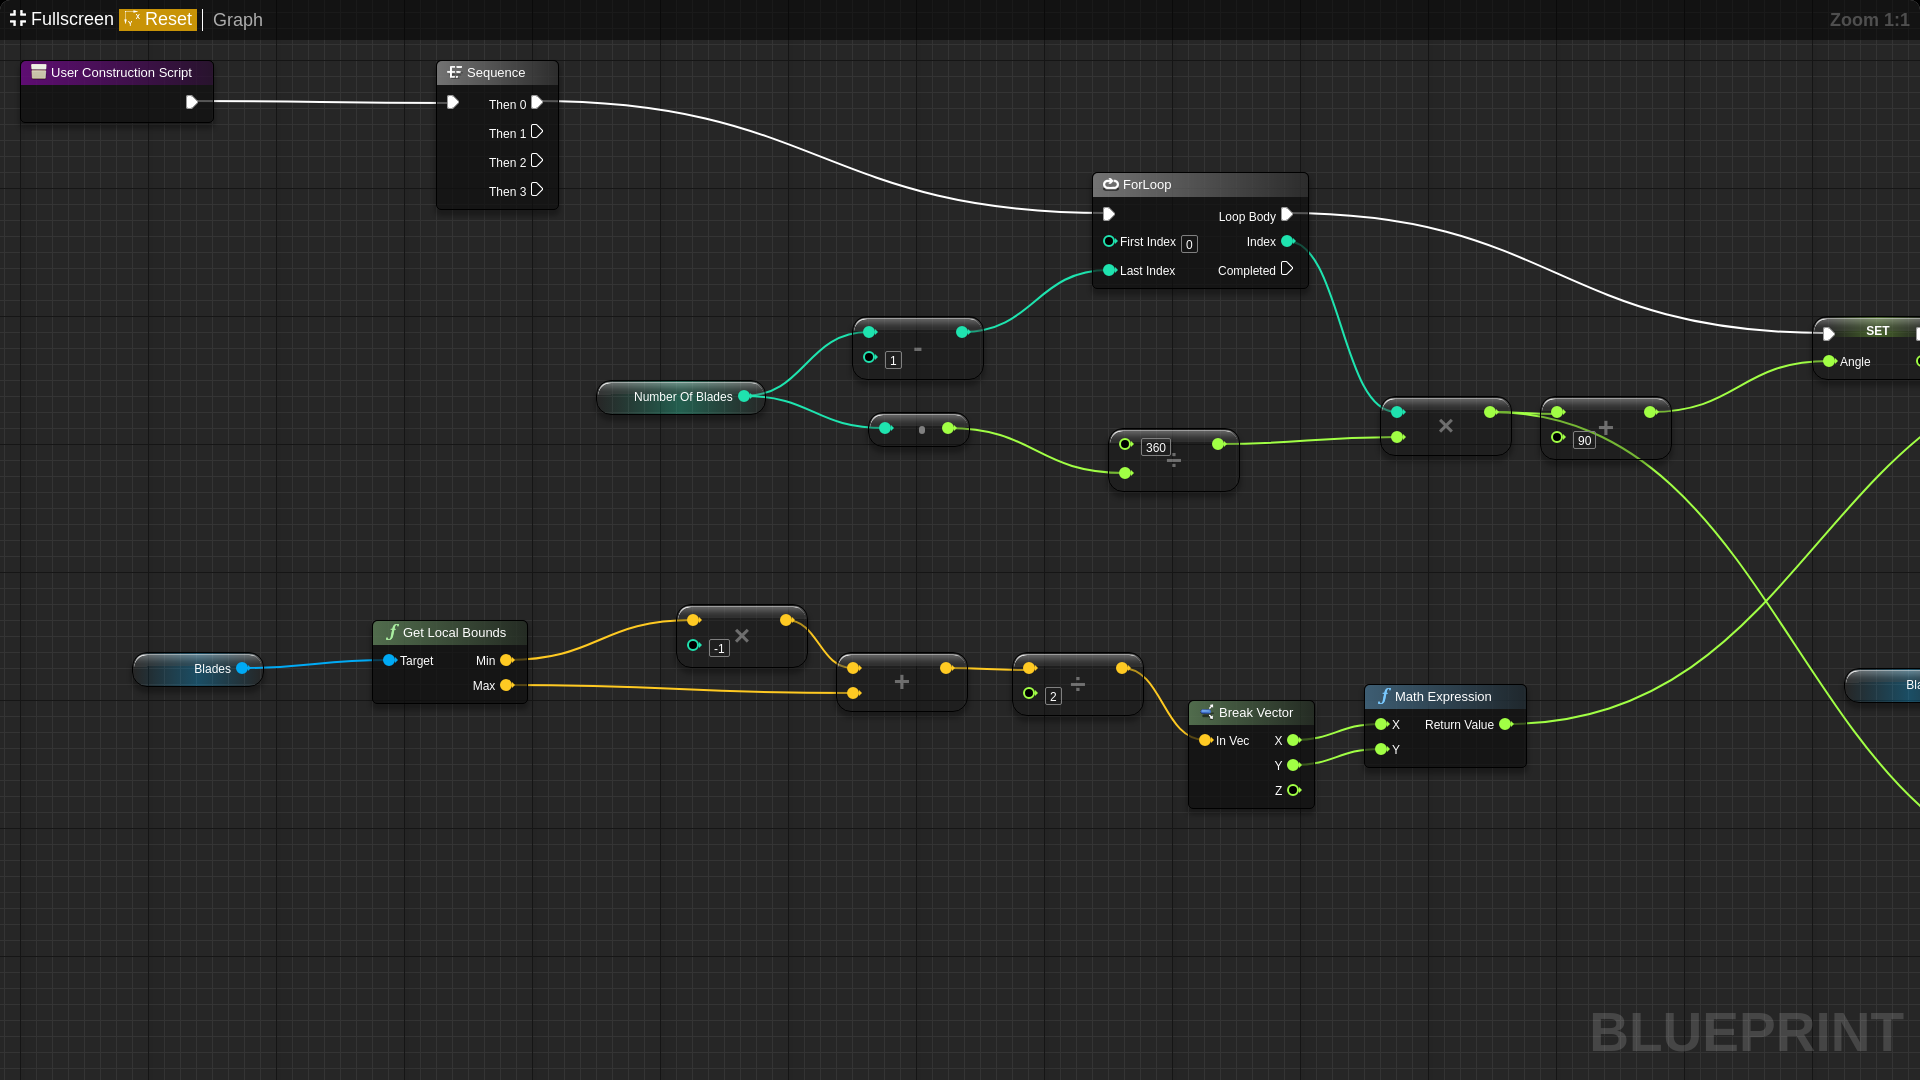 Fullscreen Reset Graph
Zoom 1:1
User Construction Script
Sequence
Then 0
Then 1
Then 2
Then 3
ForLoop
Loop Body
First Index 0
Index
Last Index
Completed
-
1
SET
Angle
Number Of Blades
×
+
90
360
÷
×
-1
Get Local Bounds
Target
Min
Max
Blades
+
÷
2
Break Vector
In Vec
X
Y
Z
Math Expression
X
Return Value
Y
BLUEPRINT